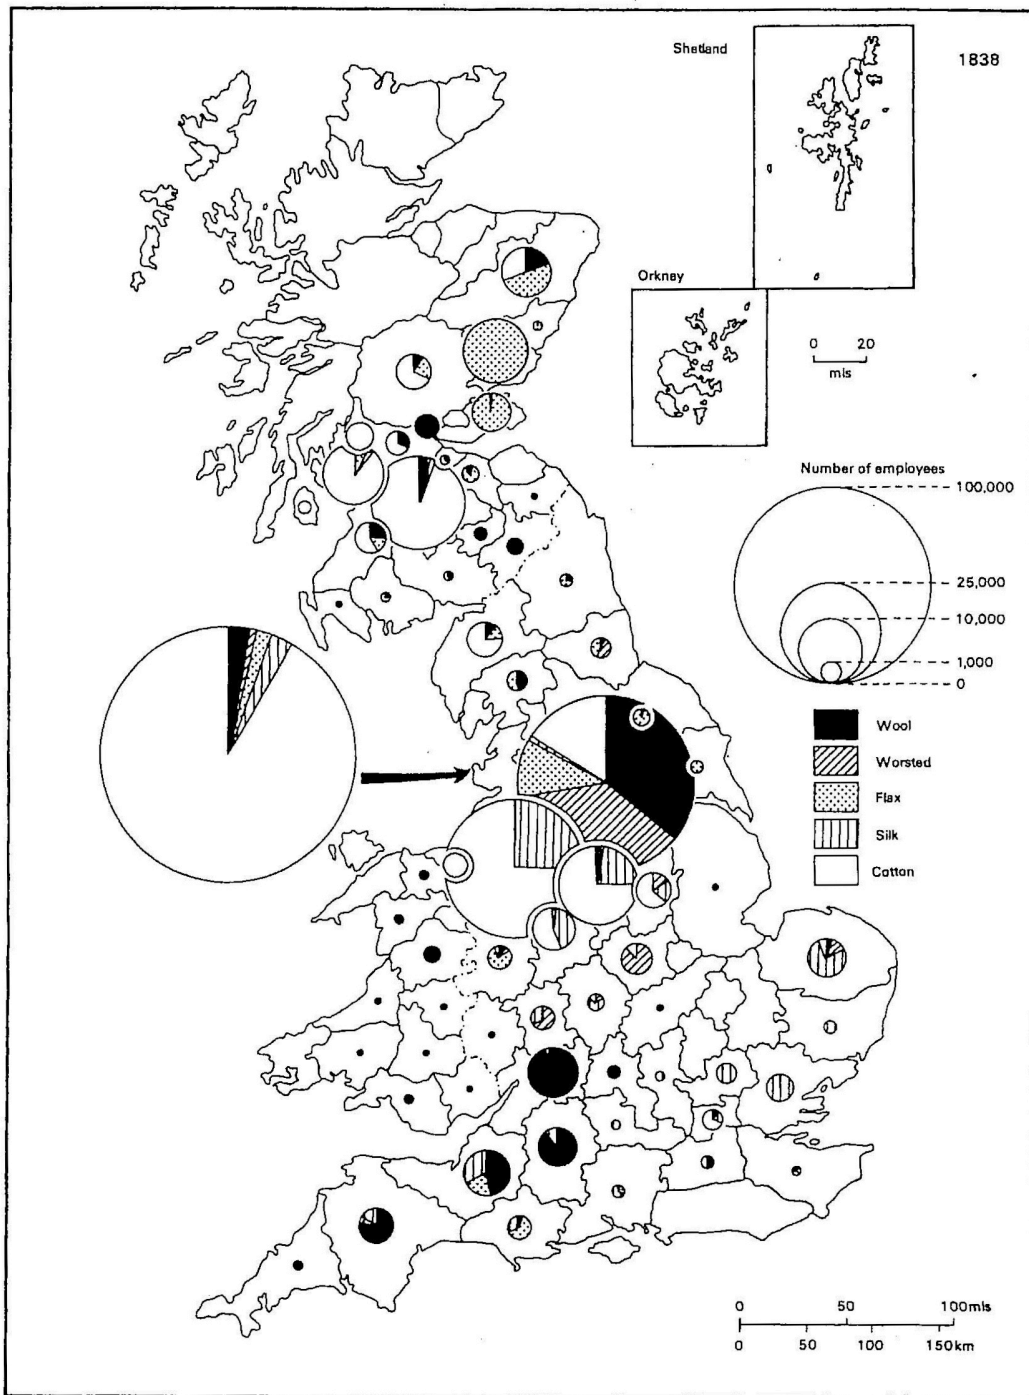 Shetland
1838
Orkney
0 20
mls
Number of employees
100,000
25,000
10,000
1,000
0
Wool
Worsted
Flax
Silk
Cotton
0 50 100mls
0 50 100 150km